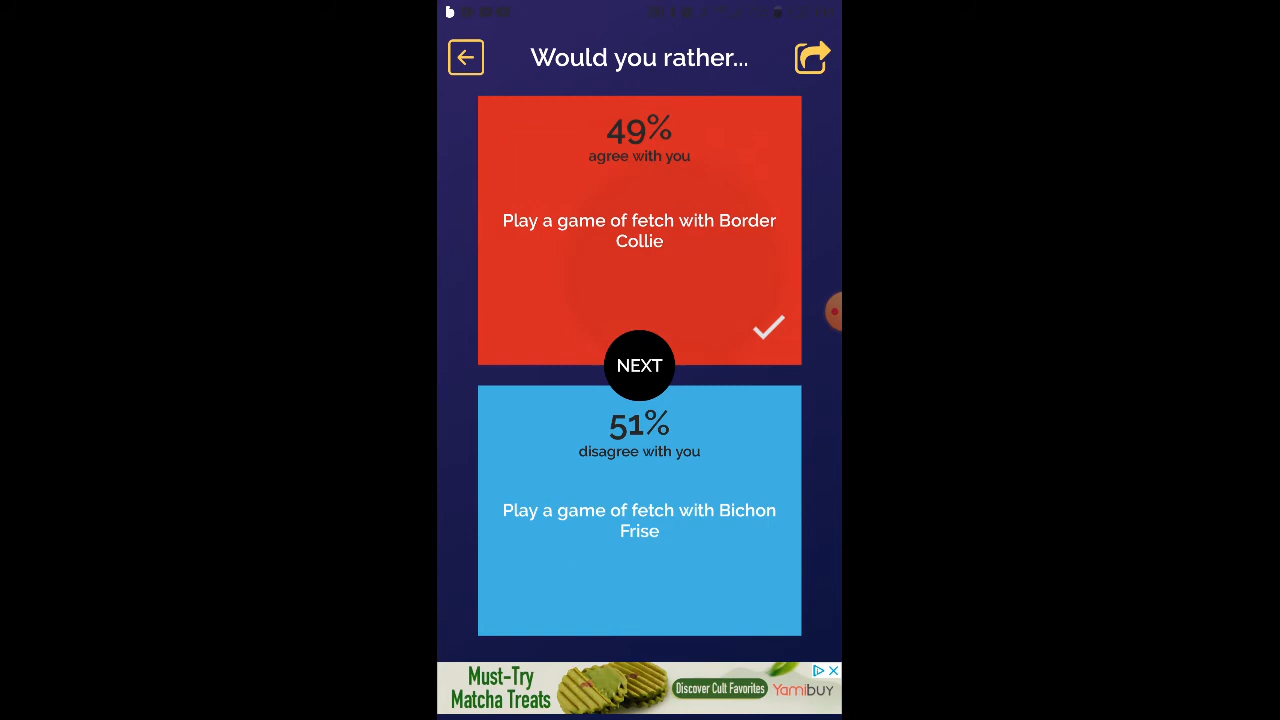 Would you rather...
49%
agree with you
Play a game of fetch with Border
Collie
NEXT
51%
disagree with you
Play a game of fetch with Bichon
Frise
Must-Try
Matcha Treats
Discover Cult Favorites
Yamibuy